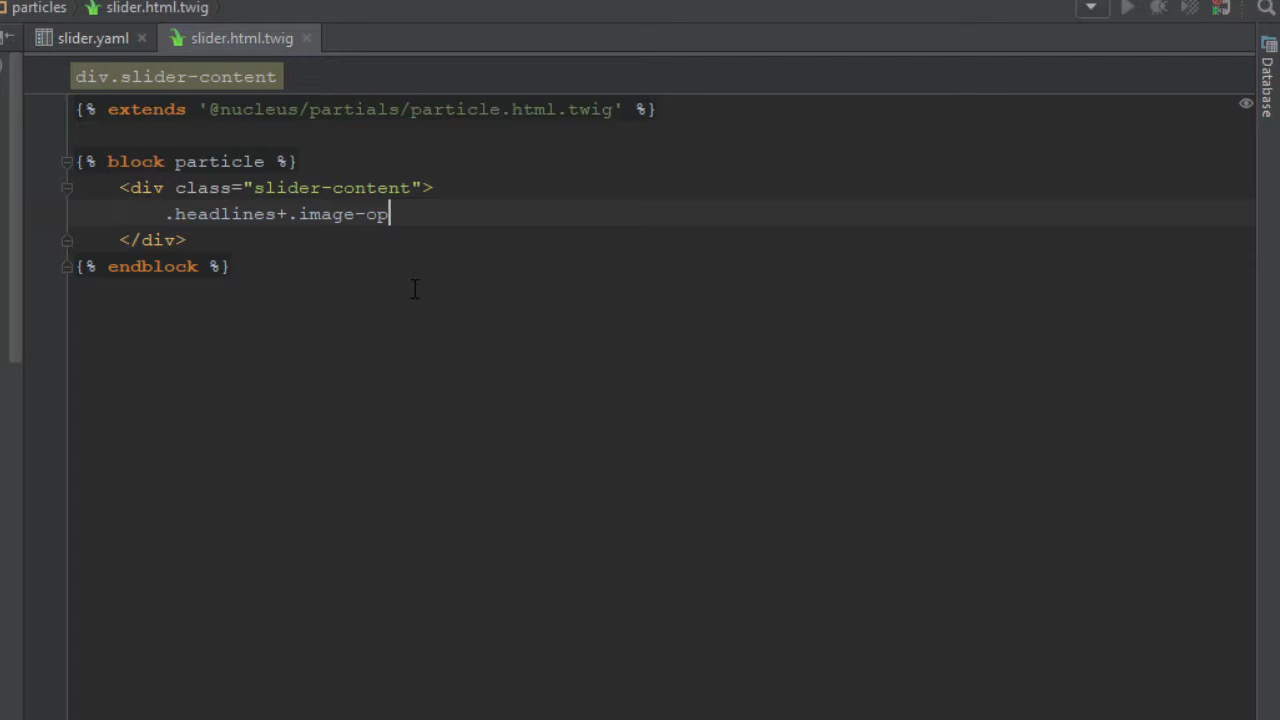 particles slider.html.twig
slider.yaml slider.html.twig
div.slider-content
{% extends '@nucleus/partials/particle.html.twig' %}
{% block particle %}
<div class="slider-content">
.headlines+.image-op
</div>
{% endblock %}
Database